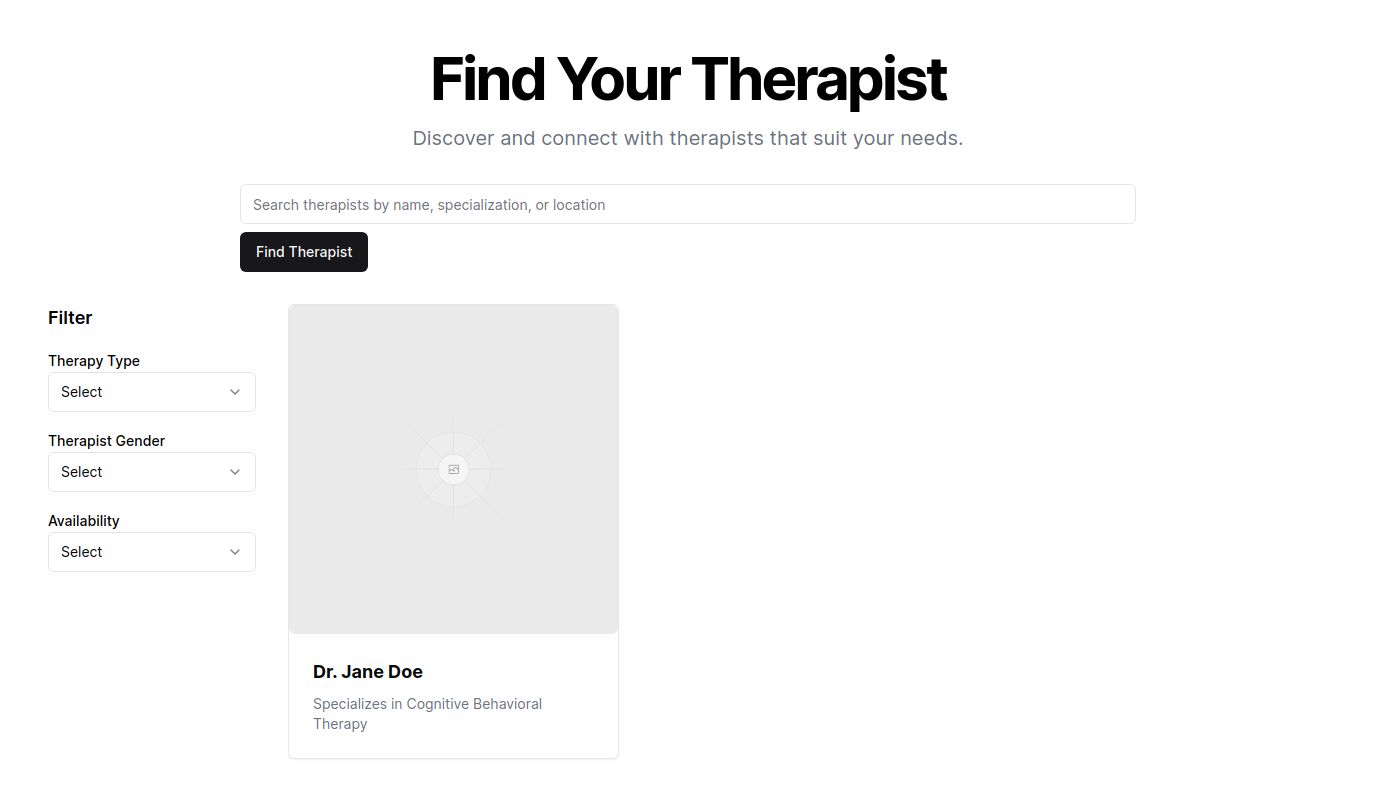 Find Your Therapist
Discover and connect with therapists that suit your needs.
Search therapists by name, specialization, or location
Find Therapist
Filter
Therapy Type
Select
Therapist Gender
Select
Availability
Select
Dr. Jane Doe
Specializes in Cognitive Behavioral
Therapy